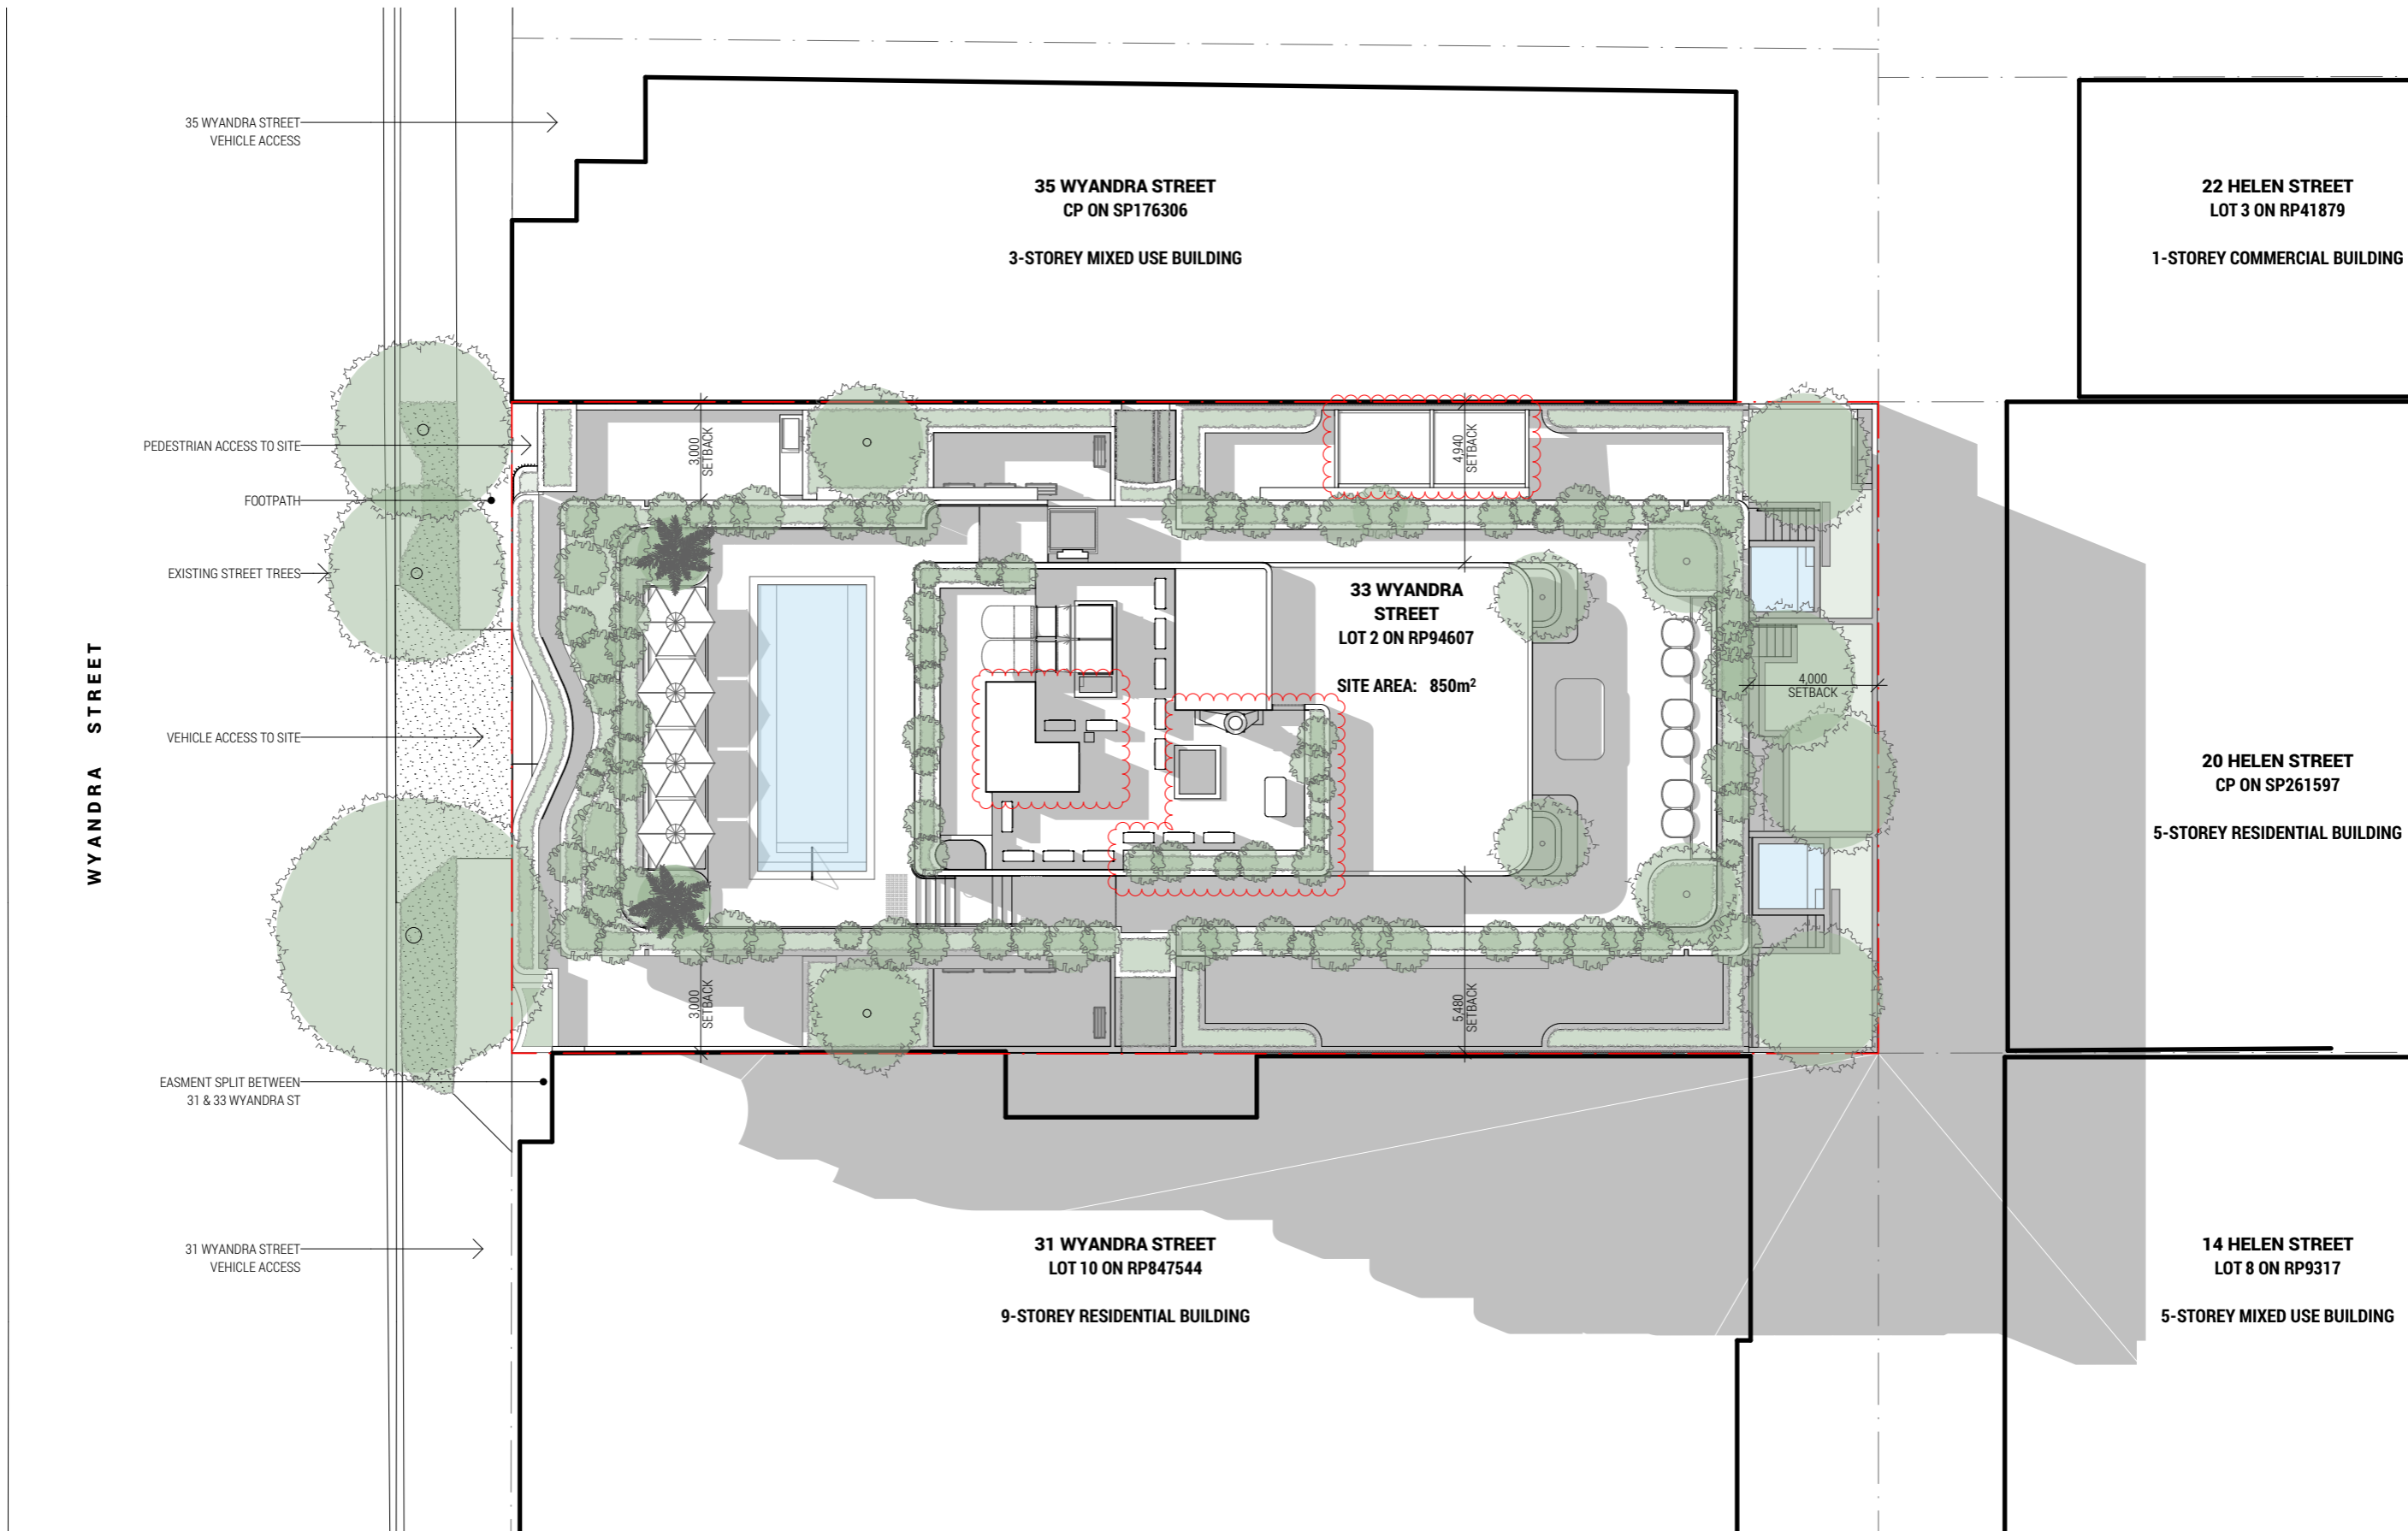 35 WYANDRA STREET
VEHICLE ACCESS
35 WYANDRA STREET
CP ON SP176306
3-STOREY MIXED USE BUILDING
22 HELEN STREET
LOT 3 ON RP41879
1-STOREY COMMERCIAL BUILDING
PEDESTRIAN ACCESS TO SITE
3,000
SETBACK
4,940
SETBACK
FOOTPATH
EXISTING STREET TREES
33 WYANDRA
STREET
LOT 2 ON RP94607
SITE AREA: 850m²
4,000
SETBACK
WYANDRA STREET
VEHICLE ACCESS TO SITE
20 HELEN STREET
CP ON SP261597
5-STOREY RESIDENTIAL BUILDING
3,000
SETBACK
5,480
SETBACK
EASMENT SPLIT BETWEEN
31 & 33 WYANDRA ST
31 WYANDRA STREET
VEHICLE ACCESS
31 WYANDRA STREET
LOT 10 ON RP847544
9-STOREY RESIDENTIAL BUILDING
14 HELEN STREET
LOT 8 ON RP9317
5-STOREY MIXED USE BUILDING